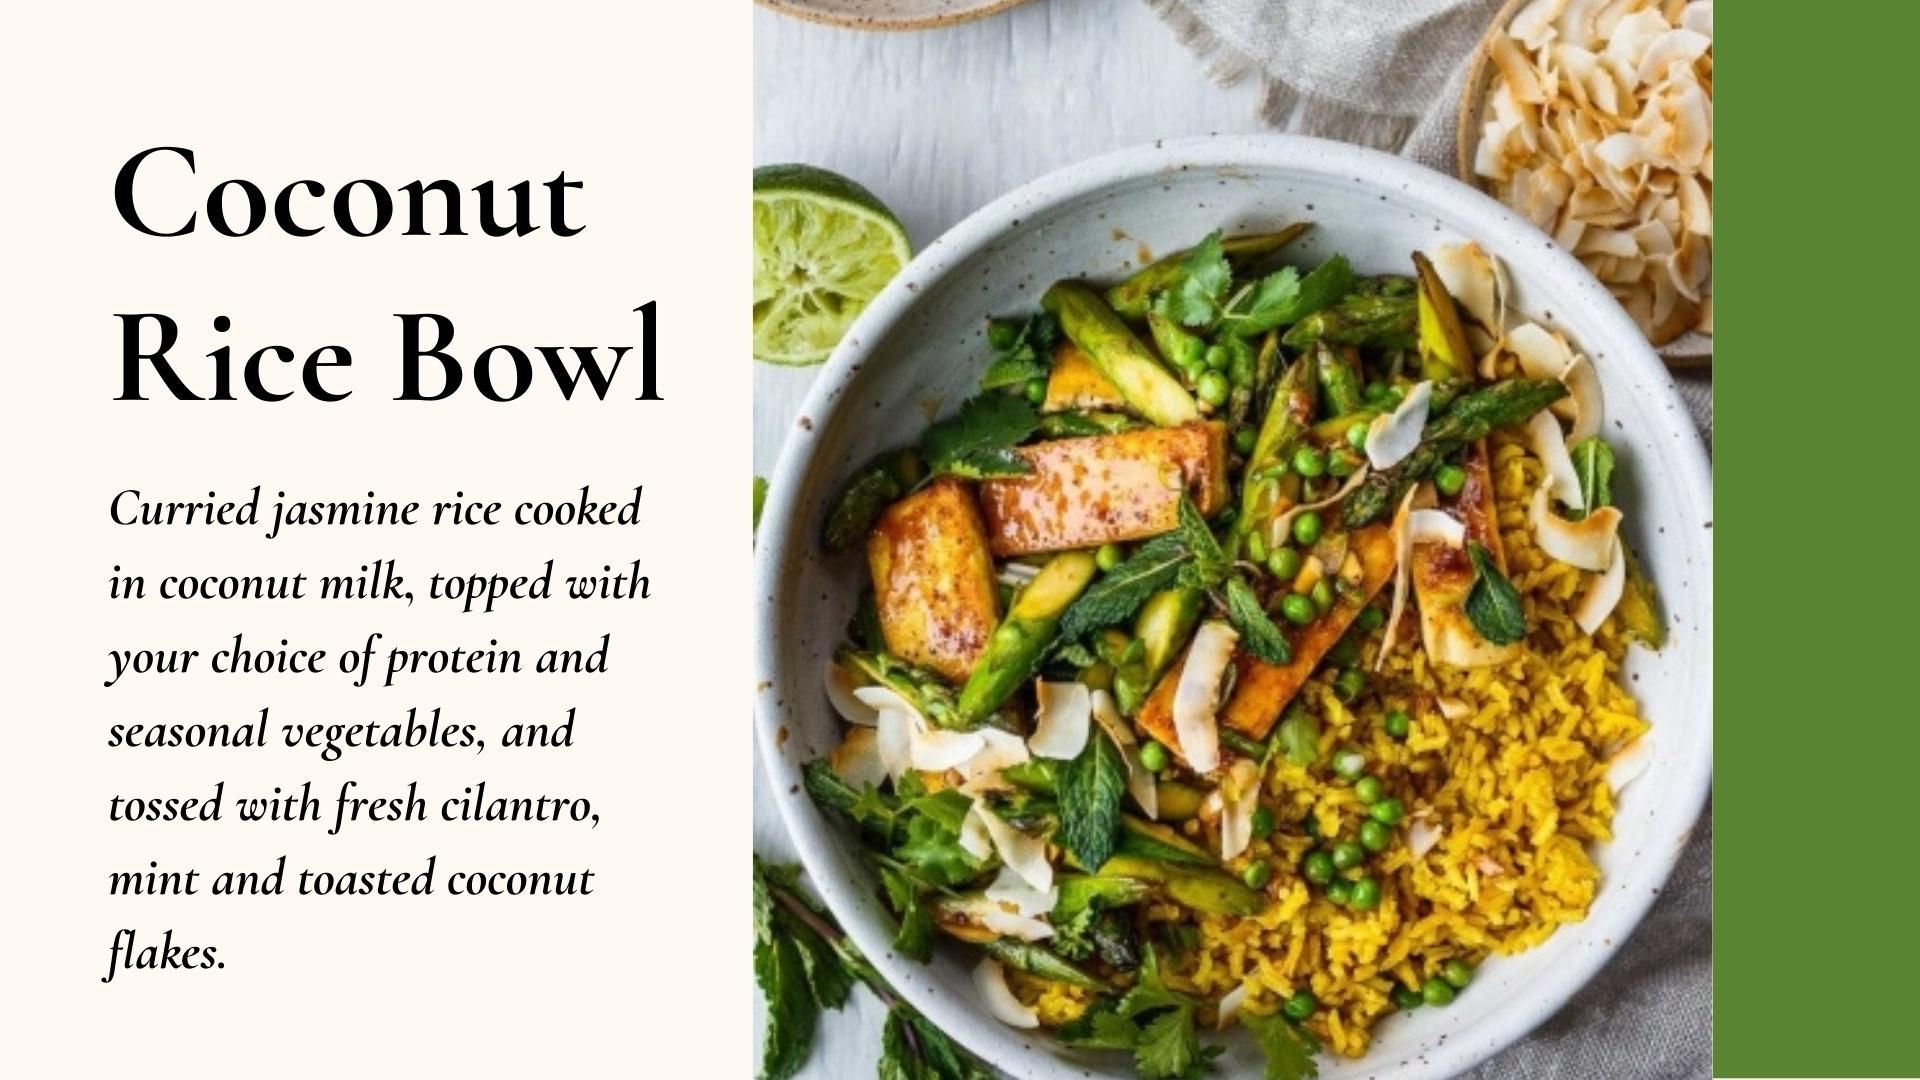 Coconut
Rice Bowl
Curried jasmine rice cooked
in coconut milk, topped with
your choice of protein and
seasonal vegetables, and
tossed with fresh cilantro,
mint and toasted coconut
flakes.